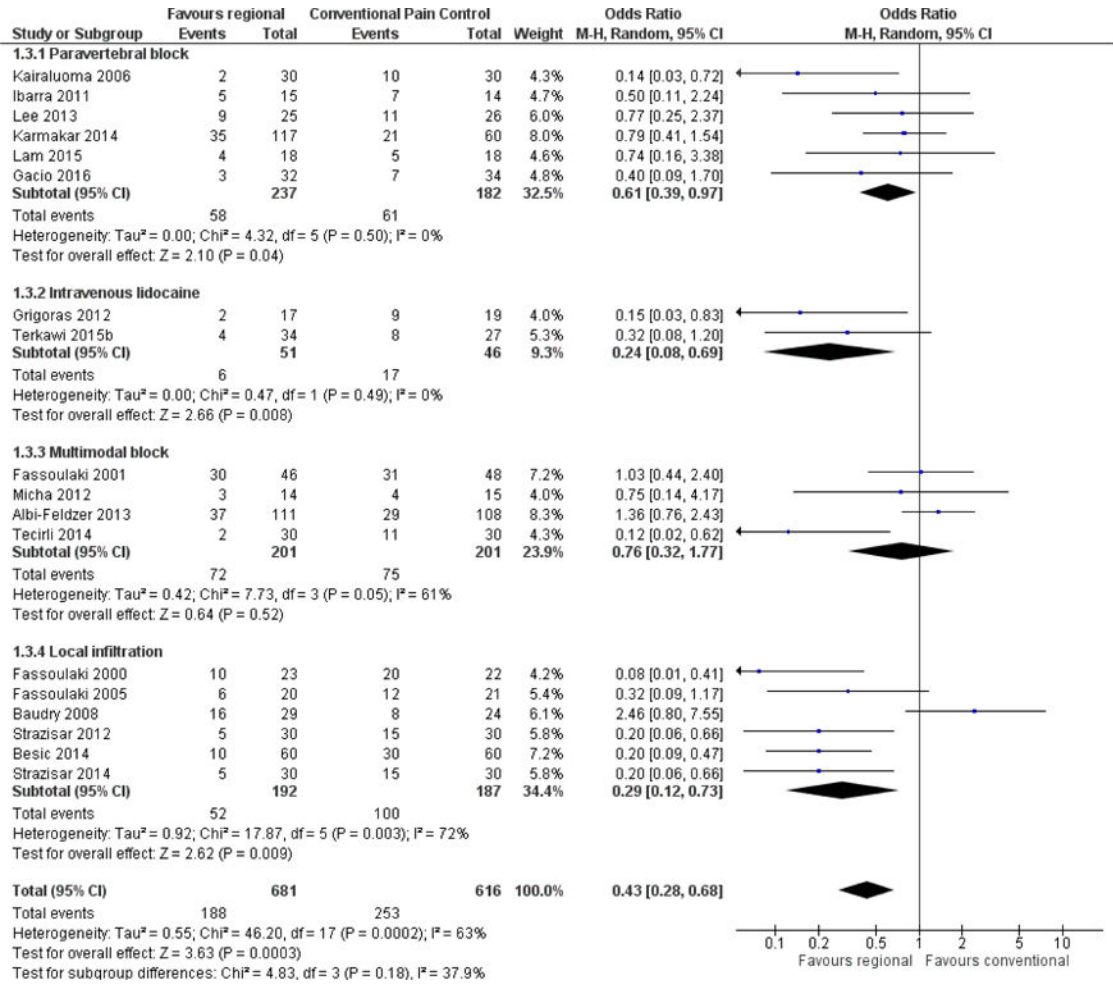 Favours regional Conventional Pain Control Odds Ratio Odds Ratio
Study or Subgroup Events Total Events Total Weight M-H, Random, 95% CI M-H, Random, 95% CI
1.3.1 Paravertebral block
Kairaluoma 2006 2 30 10 30 4.3% 0.14 [0.03, 0.72]
Ibarra 2011 5 15 7 14 4.7% 0.50 [0.11, 2.24]
Lee 2013 9 25 11 26 6.0% 0.77 [0.25, 2.37]
Karmakar 2014 35 117 21 60 8.0% 0.79 [0.41, 1.54]
Lam 2015 4 18 5 18 4.6% 0.74 [0.16, 3.38]
Gacio 2016 3 32 7 34 4.8% 0.40 [0.09, 1.70]
Subtotal (95% CI) 237 182 32.5% 0.61 [0.39, 0.97]
Total events 58 61
Heterogeneity: Tau² = 0.00; Chi² = 4.32, df = 5 (P = 0.50); I² = 0%
Test for overall effect: Z = 2.10 (P = 0.04)
1.3.2 Intravenous lidocaine
Grigoras 2012 2 17 9 19 4.0% 0.15 [0.03, 0.83]
Terkawi 2015b 4 34 8 27 5.3% 0.32 [0.08, 1.20]
Subtotal (95% CI) 51 46 9.3% 0.24 [0.08, 0.69]
Total events 6 17
Heterogeneity: Tau² = 0.00; Chi² = 0.47, df = 1 (P = 0.49); I² = 0%
Test for overall effect: Z = 2.66 (P = 0.008)
1.3.3 Multimodal block
Fassoulaki 2001 30 46 31 48 7.2% 1.03 [0.44, 2.40]
Micha 2012 3 14 4 15 4.0% 0.75 [0.14, 4.17]
Albi-Feldzer 2013 37 111 29 108 8.3% 1.36 [0.76, 2.43]
Tecirli 2014 2 30 11 30 4.3% 0.12 [0.02, 0.62]
Subtotal (95% CI) 201 201 23.9% 0.76 [0.32, 1.77]
Total events 72 75
Heterogeneity: Tau² = 0.42; Chi² = 7.73, df = 3 (P = 0.05); I² = 61%
Test for overall effect: Z = 0.64 (P = 0.52)
1.3.4 Local infiltration
Fassoulaki 2000 10 23 20 22 4.2% 0.08 [0.01, 0.41]
Fassoulaki 2005 6 20 12 21 5.4% 0.32 [0.09, 1.17]
Baudry 2008 16 29 8 24 6.1% 2.46 [0.80, 7.55]
Strazisar 2012 5 30 15 30 5.8% 0.20 [0.06, 0.66]
Besic 2014 10 60 30 60 7.2% 0.20 [0.09, 0.47]
Strazisar 2014 5 30 15 30 5.8% 0.20 [0.06, 0.66]
Subtotal (95% CI) 192 187 34.4% 0.29 [0.12, 0.73]
Total events 52 100
Heterogeneity: Tau² = 0.92; Chi² = 17.87, df = 5 (P = 0.003); I² = 72%
Test for overall effect: Z = 2.62 (P = 0.009)
Total (95% CI) 681 616 100.0% 0.43 [0.28, 0.68]
Total events 188 253
Heterogeneity: Tau² = 0.55; Chi² = 46.20, df = 17 (P = 0.0002); I² = 63%
Test for overall effect: Z = 3.63 (P = 0.0003)
Test for subgroup differences: Chi² = 4.83, df = 3 (P = 0.18), I² = 37.9%
0.1 0.2 0.5 1 2 5 10
Favours regional Favours conventional